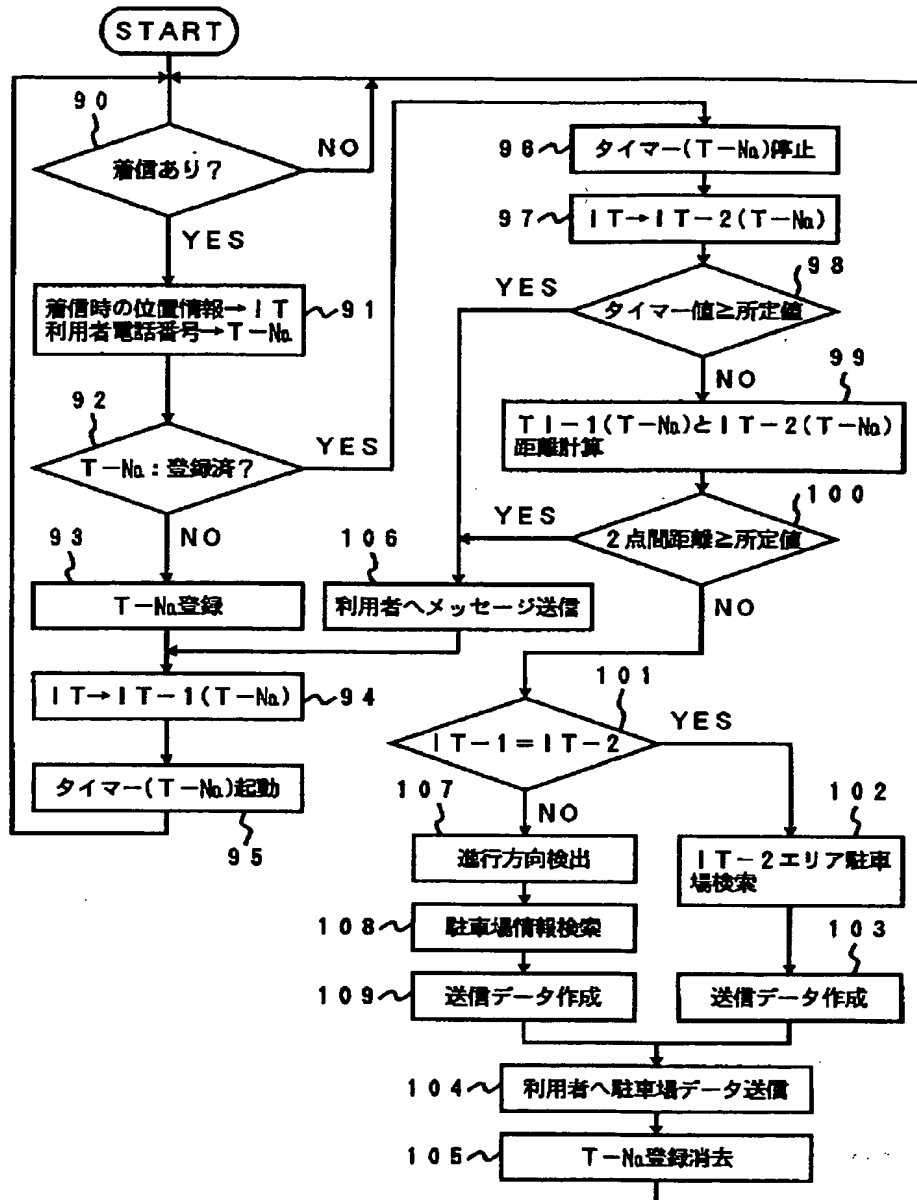 START
90
着信あり?
NO
YES
着信時の位置情報→IT
利用者電話番号→T-No.
91
92
T-No.:登録済?
YES
NO
93
T-No.登録
IT→IT-1(T-No.)
94
タイマー(T-No.)起動
95
96
タイマー(T-No.)停止
97
IT→IT-2(T-No.)
98
YES
タイマー値≧所定値
NO
99
TI-1(T-No.)とIT-2(T-No.)
距離計算
100
YES
2点間距離≧所定値
106
利用者へメッセージ送信
NO
101
IT-1=IT-2
YES
107
NO
102
進行方向検出
IT-2エリア駐車
場検索
108
駐車場情報検索
103
109
送信データ作成
送信データ作成
104
利用者へ駐車場データ送信
105
T-No.登録消去